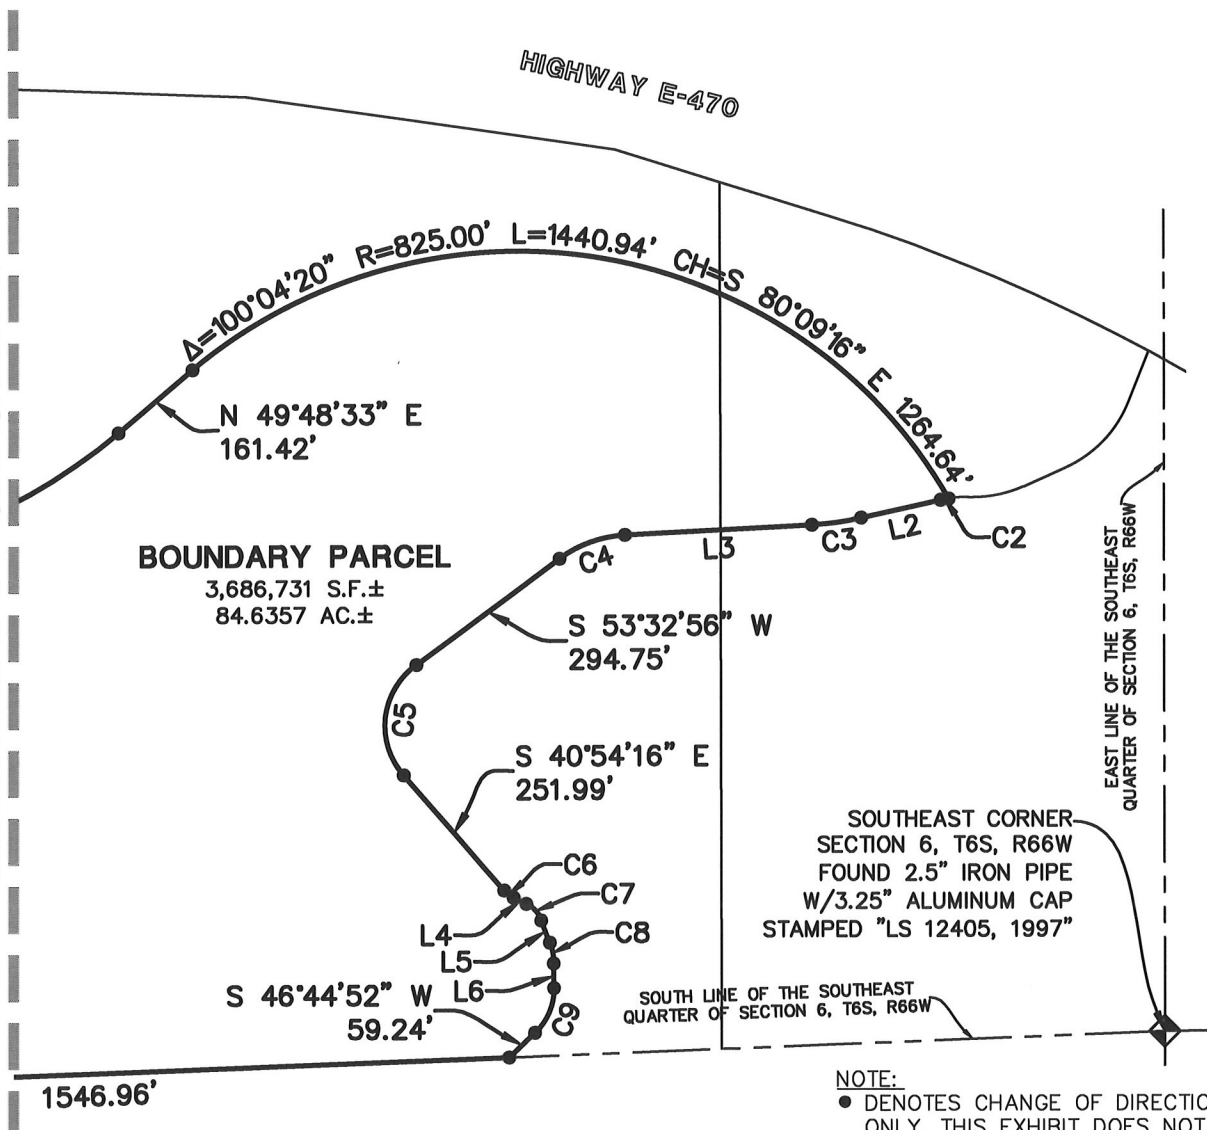 HIGHWAY E-470
Δ=100°04'20" R=825.00' L=1440.94' CH=S 80°09'16" E 1264.64'
N 49°48'33" E
161.42'
BOUNDARY PARCEL
3,686,731 S.F.±
84.6357 AC.±
C4
L3
C3
L2
C2
S 53°32'56" W
294.75'
C5
S 40°54'16" E
251.99'
EAST LINE OF THE SOUTHEAST
QUARTER OF SECTION 6, T6S, R66W
SOUTHEAST CORNER
SECTION 6, T6S, R66W
FOUND 2.5" IRON PIPE
W/3.25" ALUMINUM CAP
STAMPED "LS 12405, 1997"
C6
C7
L4
C8
L5
L6
S 46°44'52" W
59.24'
C9
SOUTH LINE OF THE SOUTHEAST
QUARTER OF SECTION 6, T6S, R66W
1546.96'
NOTE:
● DENOTES CHANGE OF DIRECTIO
ONLY. THIS EXHIBIT DOES NOT